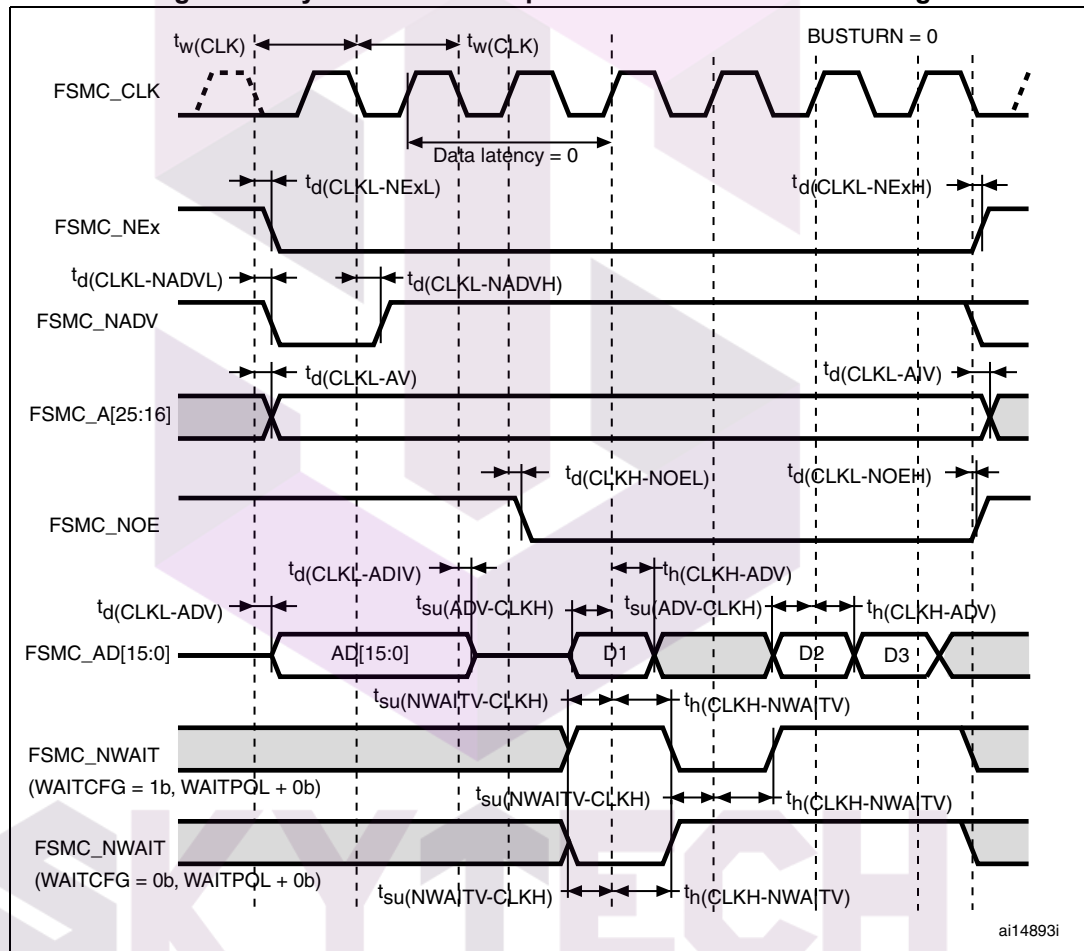 tw(CLK) tw(CLK) BUSTURN = 0
FSMC_CLK
Data latency = 0
td(CLKL-NExL) td(CLKL-NExH)
FSMC_NEx
td(CLKL-NADVL) td(CLKL-NADVH)
FSMC_NADV
td(CLKL-AV) td(CLKL-AIV)
FSMC_A[25:16]
td(CLKH-NOEL) td(CLKL-NOEH)
FSMC_NOE
td(CLKL-ADIV) th(CLKH-ADV)
td(CLKL-ADV) tsu(ADV-CLKH) tsu(ADV-CLKH) th(CLKH-ADV)
FSMC_AD[15:0] AD[15:0] D1 D2 D3
tsu(NWAITV-CLKH) th(CLKH-NWAITV)
FSMC_NWAIT
(WAITCFG = 1b, WAITPOL + 0b)
tsu(NWAITV-CLKH) th(CLKH-NWAITV)
FSMC_NWAIT
(WAITCFG = 0b, WAITPOL + 0b)
tsu(NWAITV-CLKH) th(CLKH-NWAITV)
SKYTECH
ai14893i